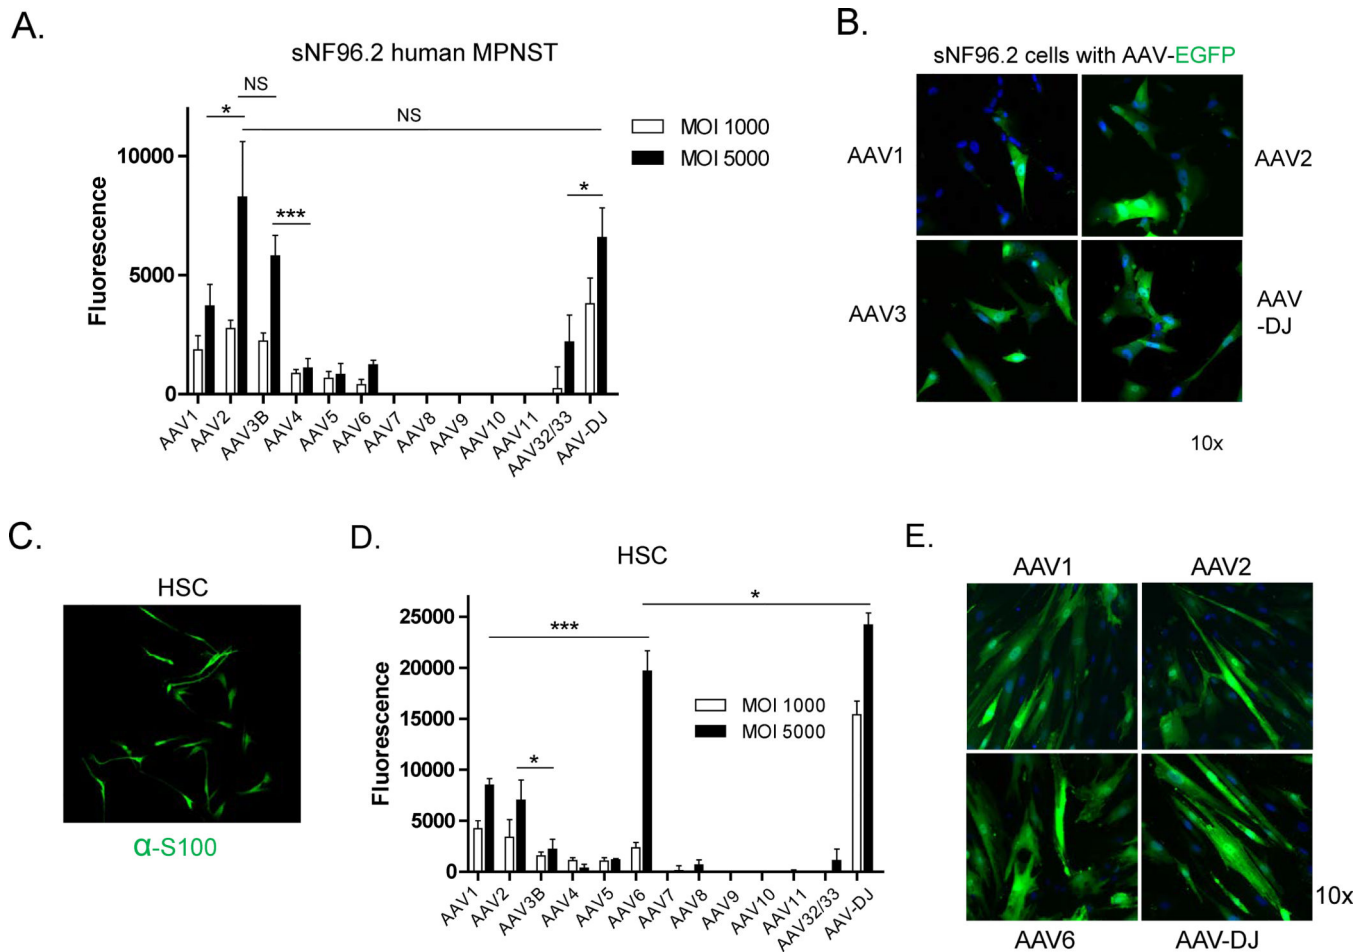 A.
sNF96.2 human MPNST
NS
*
NS
MOI 1000
MOI 5000
***
*
Fluorescence
10000
5000
0
AAV1
AAV2
AAV3B
AAV4
AAV5
AAV6
AAV7
AAV8
AAV9
AAV10
AAV11
AAV32/33
AAV-DJ
B.
sNF96.2 cells with AAV-EGFP
AAV1
AAV2
AAV3
AAV
-DJ
10x
C.
HSC
α-S100
D.
HSC
*
***
*
MOI 1000
MOI 5000
Fluorescence
25000
20000
15000
10000
5000
0
AAV1
AAV2
AAV3B
AAV4
AAV5
AAV6
AAV7
AAV8
AAV9
AAV10
AAV11
AAV32/33
AAV-DJ
E.
AAV1
AAV2
AAV6
AAV-DJ
10x